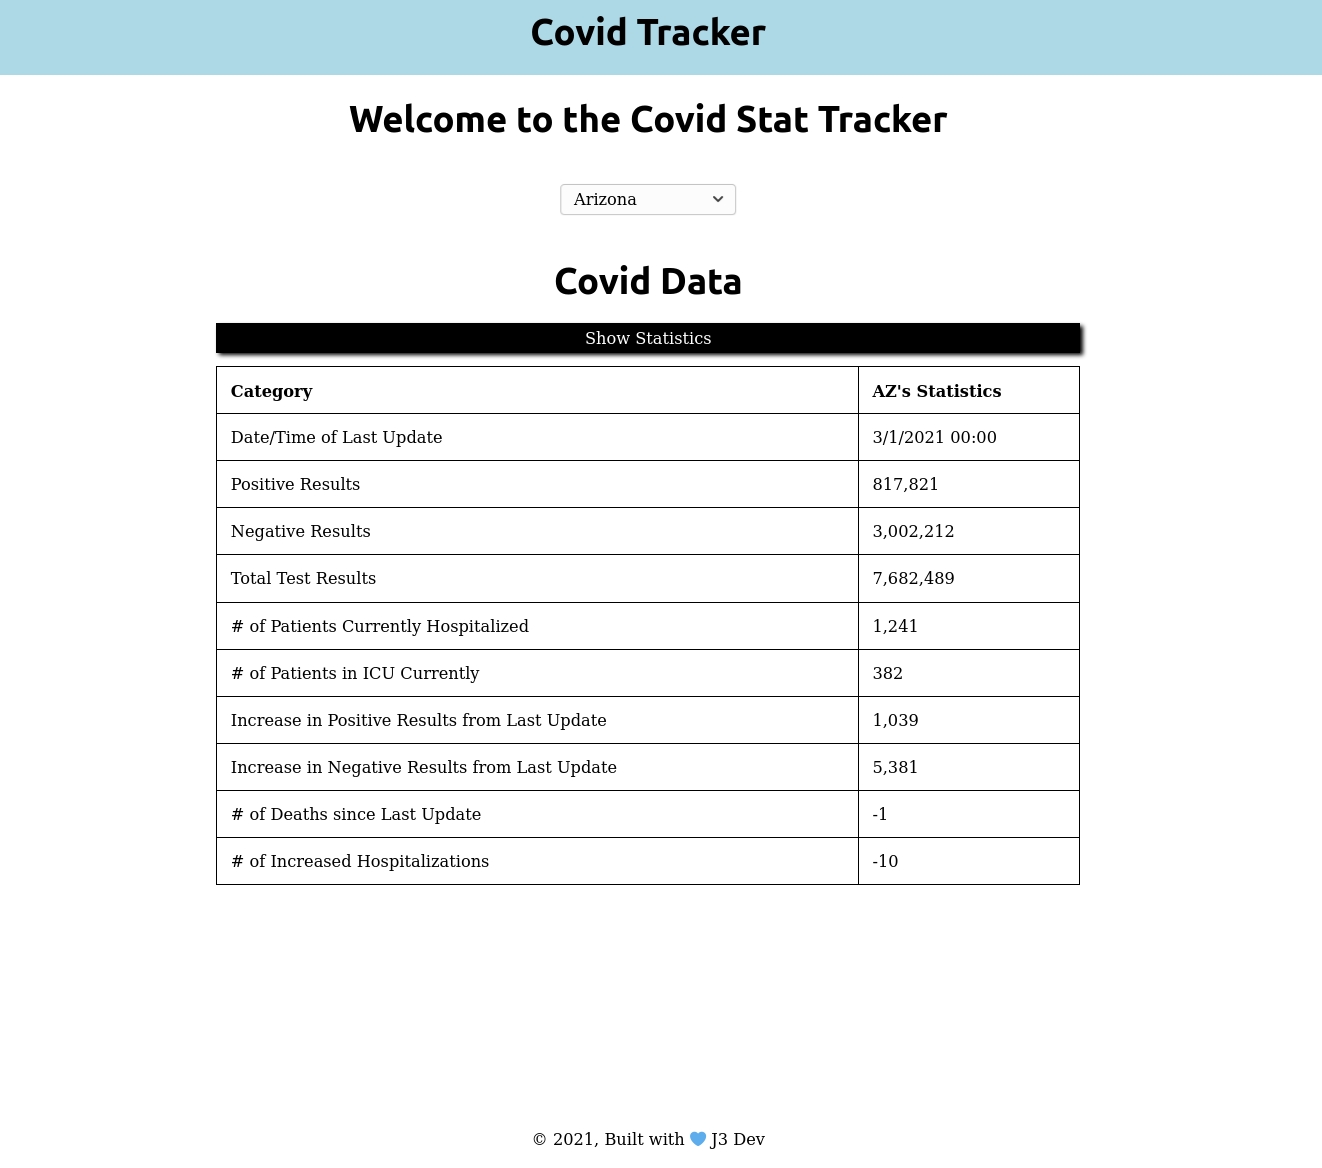 Covid Tracker
Welcome to the Covid Stat Tracker
Arizona
Covid Data
Show Statistics
Category AZ's Statistics
Date/Time of Last Update 3/1/2021 00:00
Positive Results 817,821
Negative Results 3,002,212
Total Test Results 7,682,489
# of Patients Currently Hospitalized 1,241
# of Patients in ICU Currently 382
Increase in Positive Results from Last Update 1,039
Increase in Negative Results from Last Update 5,381
# of Deaths since Last Update -1
# of Increased Hospitalizations -10
© 2021, Built with 💙 J3 Dev